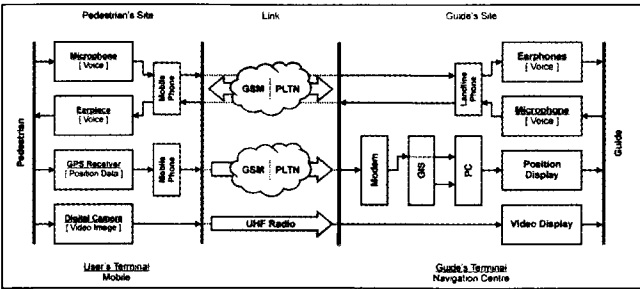 Pedestrian's Site
Link
Guide's Site
Microphone
[ Voice ]
Mobile
Phone
GSM
PLTN
Landline
Phone
Earphones
[ Voice ]
Earpiece
[ Voice ]
Microphone
[ Voice ]
Pedestrian
Guide
GPS Receiver
[ Position Data ]
Mobile
Phone
GSM
PLTN
Modem
GIS
PC
Position
Display
Digital Camera
[ Video Image ]
UHF Radio
Video Display
User's Terminal
Mobile
Guide's Terminal
Navigation Centre